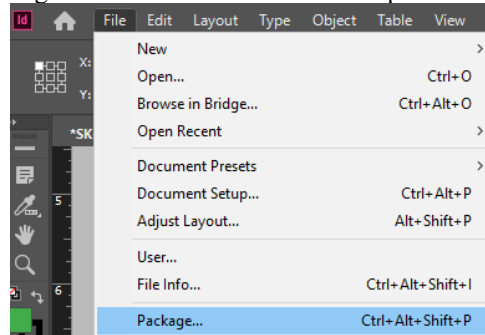 Id File Edit Layout Type Object Table View
X:
Y:
New
Open... Ctrl+O
Browse in Bridge... Ctrl+Alt+O
Open Recent
*SK
Document Presets
Document Setup... Ctrl+Alt+P
5
Adjust Layout... Alt+Shift+P
User...
File Info... Ctrl+Alt+Shift+I
6
Package... Ctrl+Alt+Shift+P